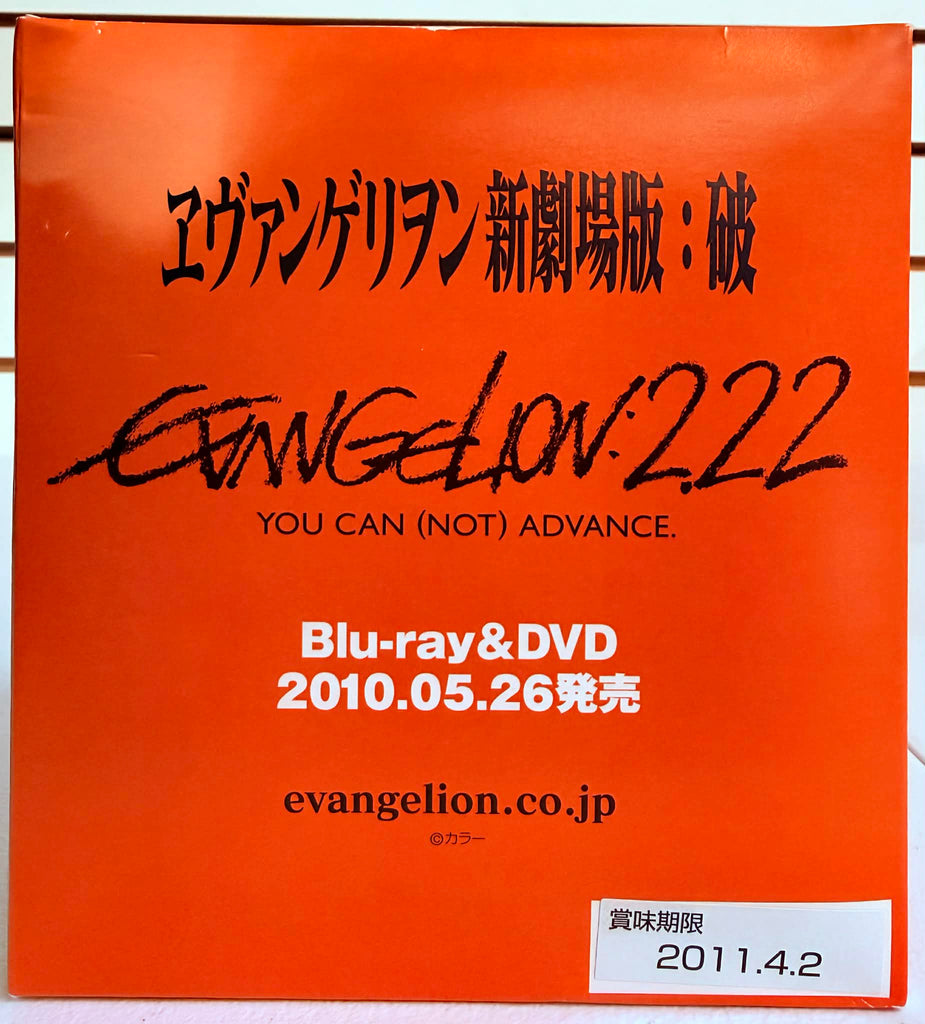 ヱヴァンゲリヲン新劇場版：破
EVANGELION:2.22
YOU CAN (NOT) ADVANCE.
Blu-ray&DVD
2010.05.26発売
evangelion.co.jp
©カラー
賞味期限
2011.4.2